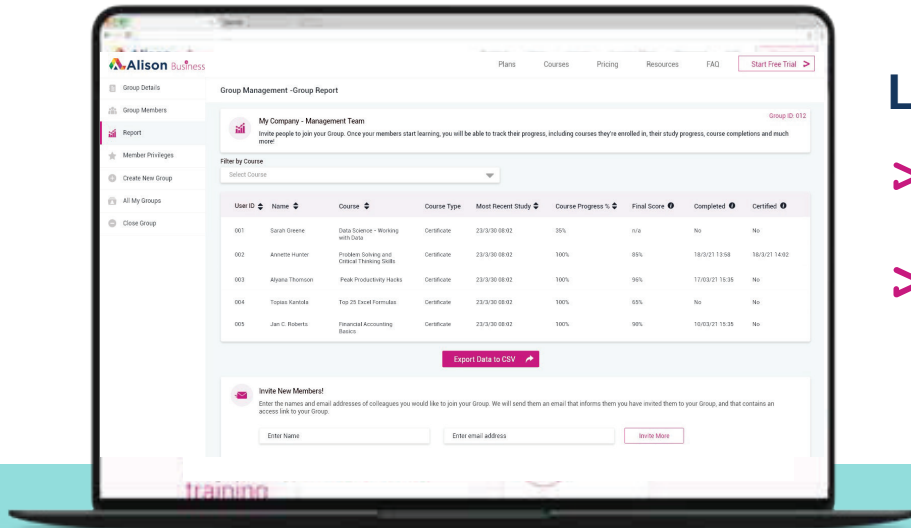 Alison Business
Plans Courses Pricing Resources FAQ Start Free Trial >
Group Details
Group Members
Report
Member Privileges
Create New Group
All My Groups
Close Group
Group Management -Group Report
Group ID: 012
My Company - Management Team
Invite people to join your Group. Once your members start learning, you will be able to track their progress, including courses they're enrolled in, their study progress, course completions and much
more!
Filter by Course
Select Course
User ID Name Course Course Type Most Recent Study Course Progress % Final Score Completed Certified
001 Sarah Greene Data Science - Working
with Data Certificate 23/3/30 08:02 35% n/a No No
002 Annette Hunter Problem Solving and
Critical Thinking Skills Certificate 23/3/30 08:02 100% 85% 18/3/21 13:58 18/3/21 14:02
003 Alyana Thomson Peak Productivity Hacks Certificate 23/3/30 08:02 100% 96% 17/03/21 15:35 No
004 Topias Kantola Top 25 Excel Formulas Certificate 23/3/30 08:02 100% 65% No No
005 Jan C. Roberts Financial Accounting
Basics Certificate 23/3/30 08:02 100% 98% 10/03/21 15:35 No
Export Data to CSV
Invite New Members!
Enter the names and email addresses of colleagues you would like to join your Group. We will send them an email that informs them you have invited them to your Group, and that contains an
access link to your Group.
Enter Name Enter email address Invite More
training
L